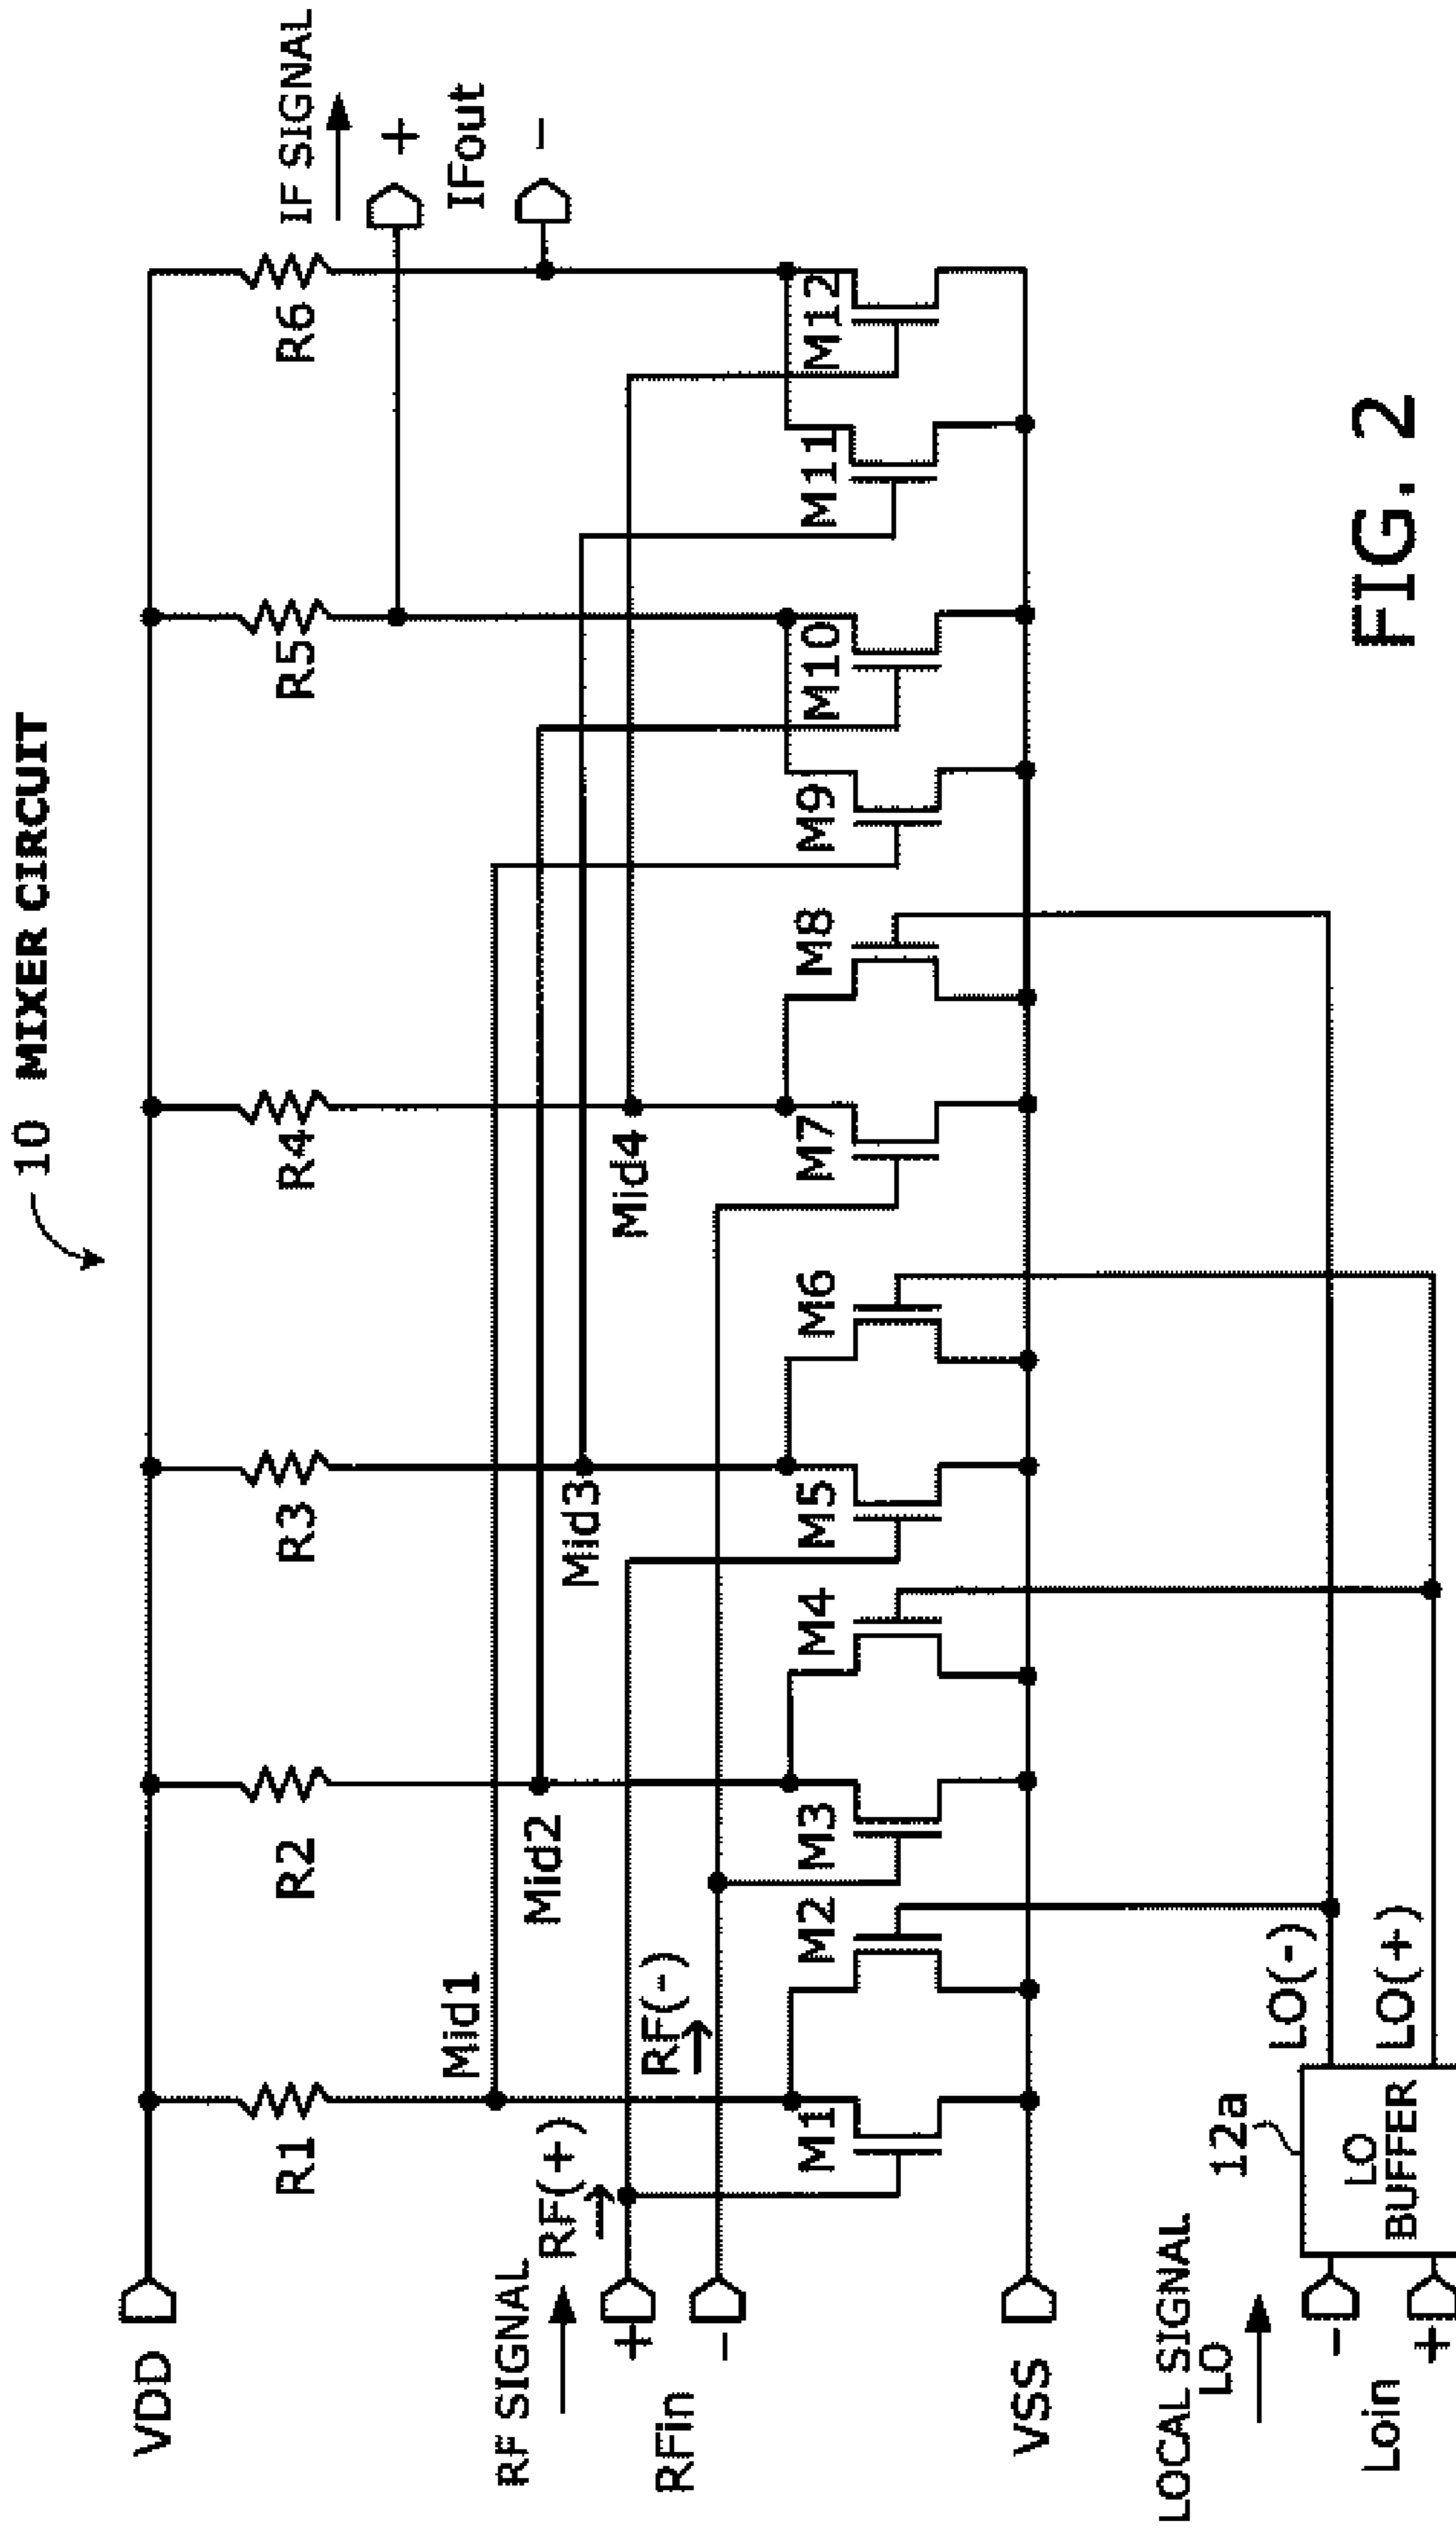 10 MIXER CIRCUIT
IF SIGNAL
VDD
R1
R2
R3
R4
R5
R6
+
IFout
-
Mid1
Mid2
Mid3
Mid4
RF SIGNAL
RF(+)
RF(-)
+
RFin
-
M1
M2
M3
M4
M5
M6
M7
M8
M9
M10
M11
M12
VSS
LOCAL SIGNAL
LO
12a
LO(-)
LO(+)
-
Loin
+
LO
BUFFER
FIG. 2